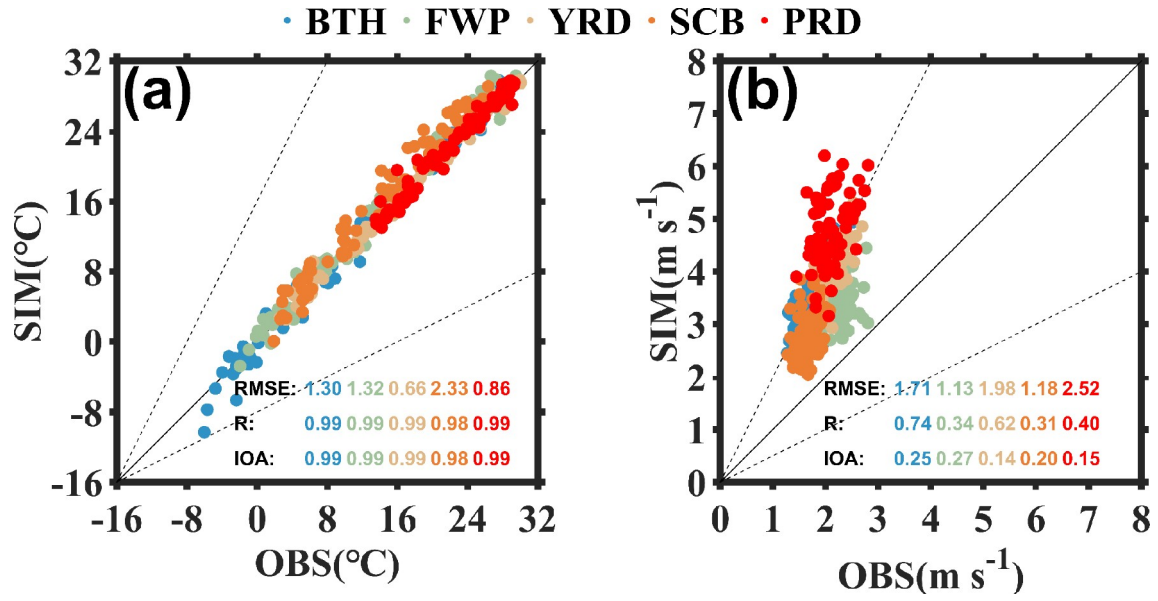 BTH FWP YRD SCB PRD
(a)
32
24
16
8
0
-8
-16
SIM(°C)
RMSE: 1.30 1.32 0.66 2.33 0.86
R: 0.99 0.99 0.99 0.98 0.99
IOA: 0.99 0.99 0.99 0.98 0.99
-16 -8 0 8 16 24 32
OBS(°C)
(b)
8
7
6
5
4
3
2
1
0
SIM(m s-1)
RMSE: 1.71 1.13 1.98 1.18 2.52
R: 0.74 0.34 0.62 0.31 0.40
IOA: 0.25 0.27 0.14 0.20 0.15
0 1 2 3 4 5 6 7 8
OBS(m s-1)